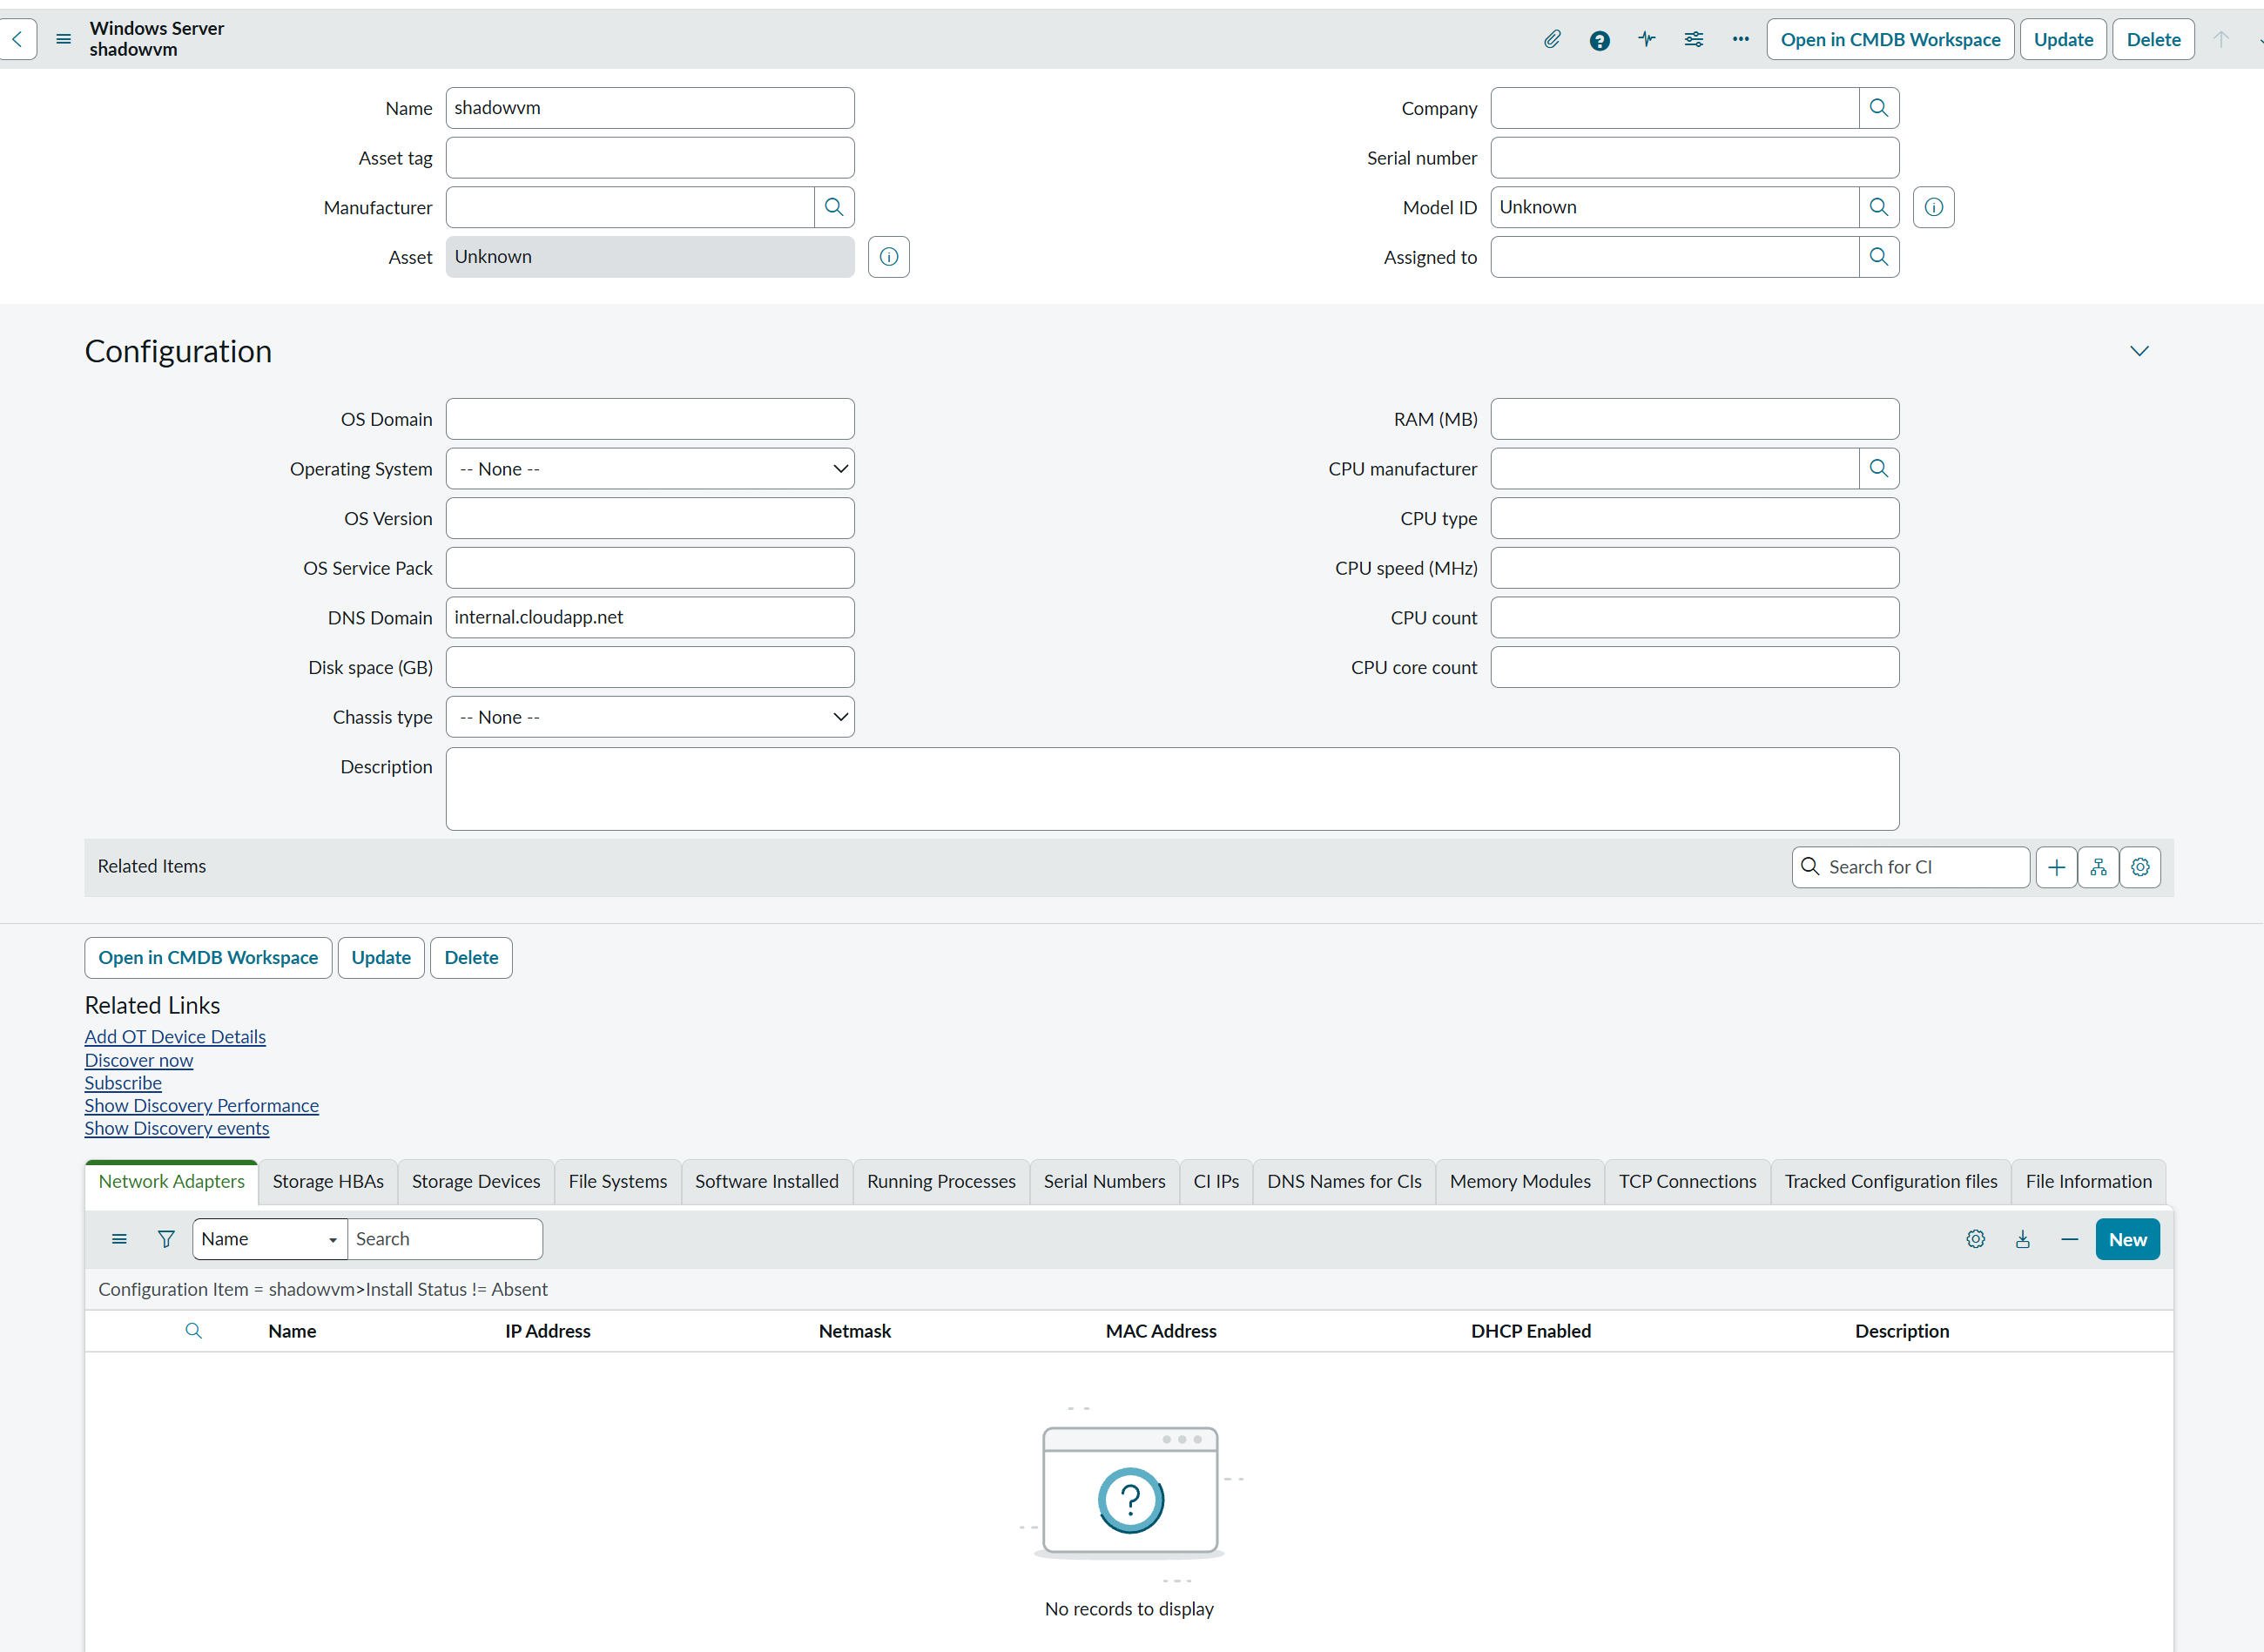 Windows Server
shadowvm
Open in CMDB Workspace Update Delete
Name shadowvm
Company
Asset tag
Serial number
Manufacturer
Model ID Unknown
Asset Unknown
Assigned to
Configuration
OS Domain
RAM (MB)
Operating System -- None --
CPU manufacturer
OS Version
CPU type
OS Service Pack
CPU speed (MHz)
DNS Domain internal.cloudapp.net
CPU count
Disk space (GB)
CPU core count
Chassis type -- None --
Description
Related Items Search for CI
Open in CMDB Workspace Update Delete
Related Links
Add OT Device Details
Discover now
Subscribe
Show Discovery Performance
Show Discovery events
Network Adapters Storage HBAs Storage Devices File Systems Software Installed Running Processes Serial Numbers CI IPs DNS Names for CIs Memory Modules TCP Connections Tracked Configuration files File Information
Name Search New
Configuration Item = shadowvm>Install Status != Absent
Name IP Address Netmask MAC Address DHCP Enabled Description
No records to display